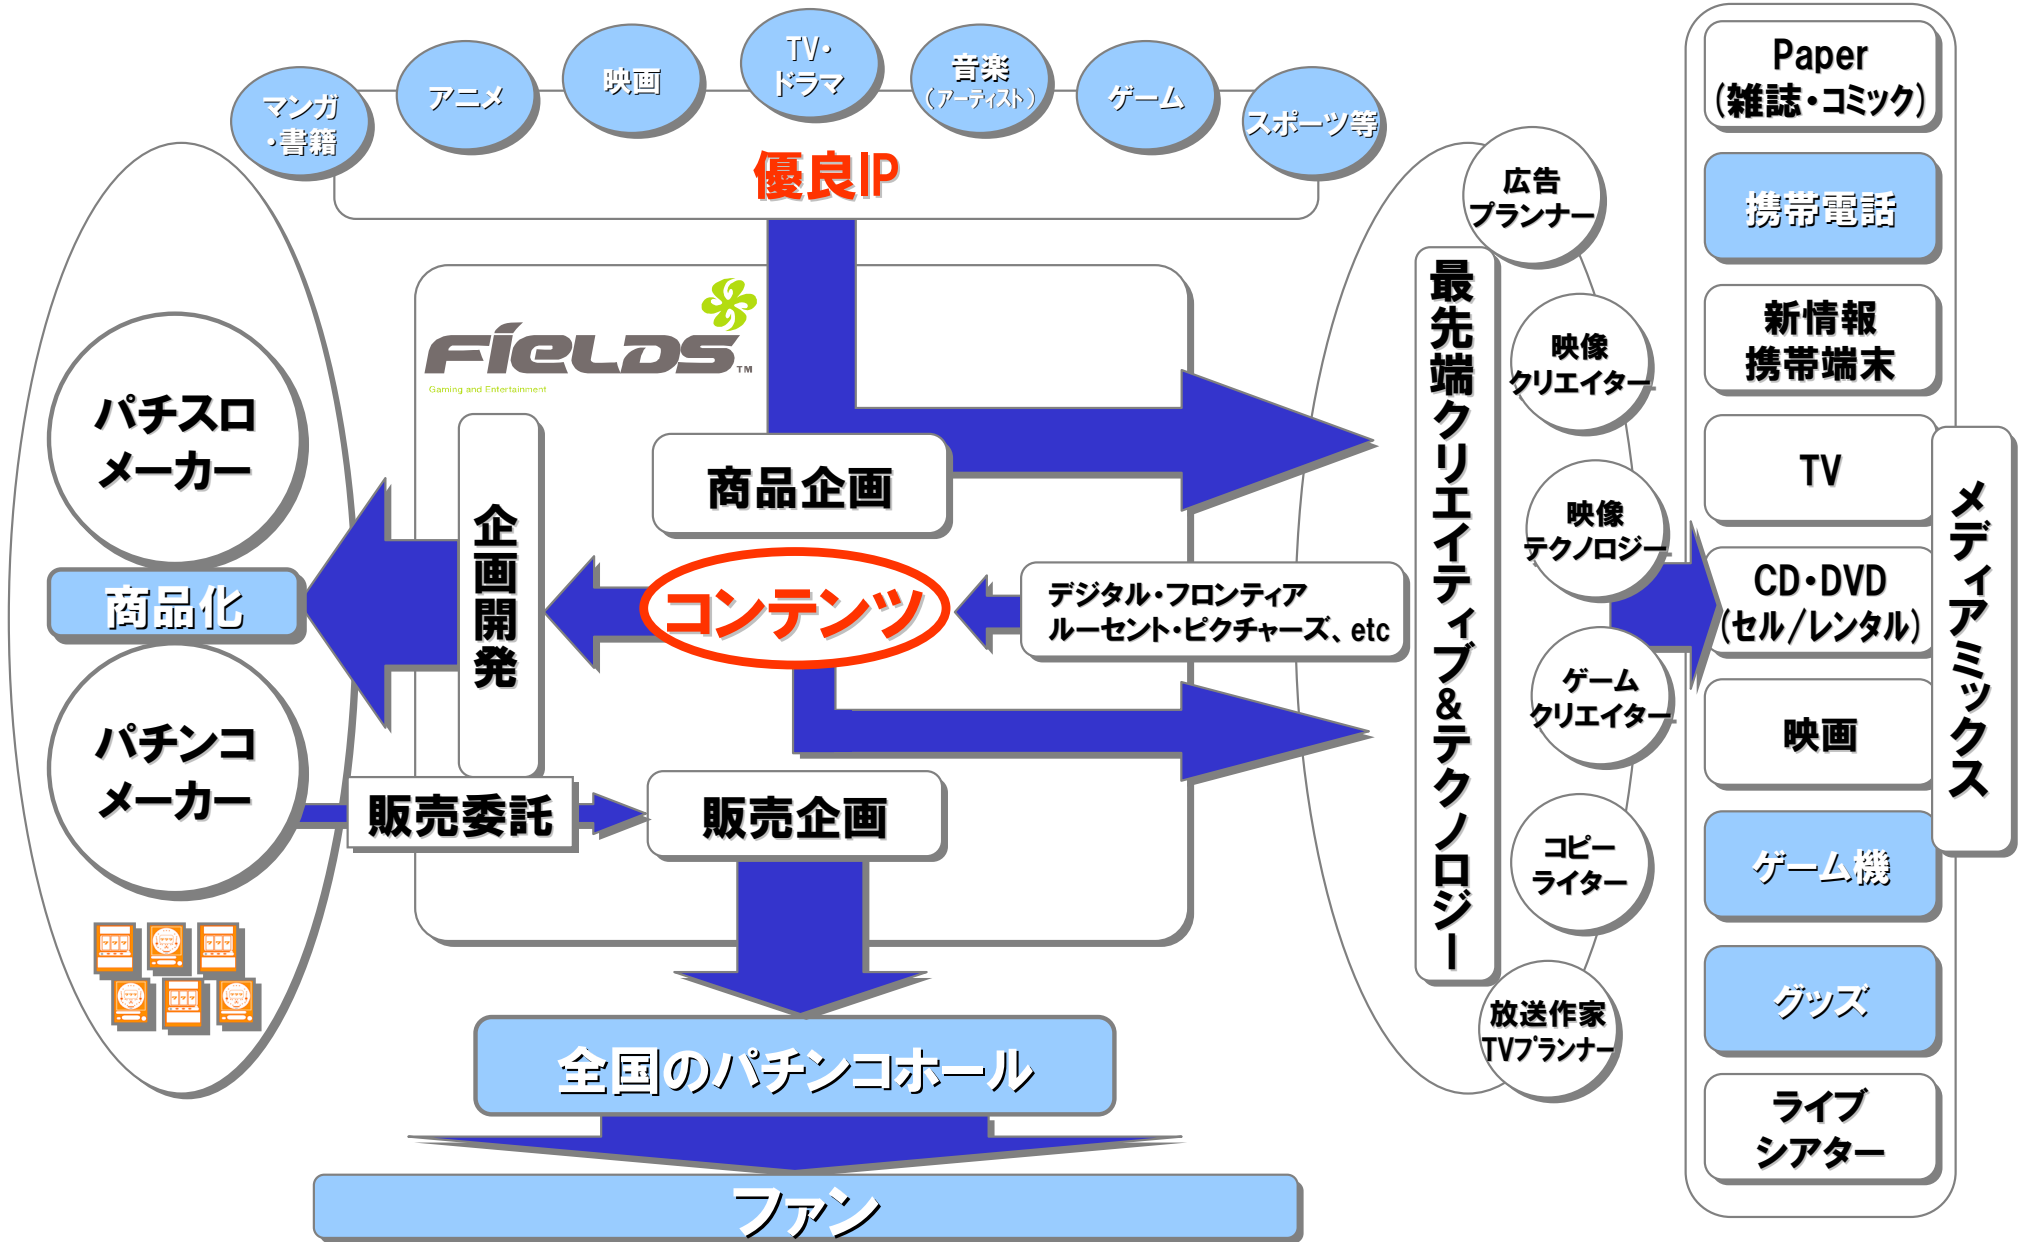 マンガ
・書籍
アニメ
映画
TV・
ドラマ
音楽
（アーティスト）
ゲーム
スポーツ等
優良IP
FIELDS
TM
Gaming and Entertainment
パチスロ
メーカー
商品化
パチンコ
メーカー
企画開発
商品企画
コンテンツ
デジタル・フロンティア
ルーセント・ピクチャーズ、etc
販売委託
販売企画
全国のパチンコホール
ファン
最先端クリエイティブ&テクノロジー
広告
プランナー
映像
クリエイター
映像
テクノロジー
ゲーム
クリエイター
コピー
ライター
放送作家
TVプランナー
Paper
(雑誌・コミック)
携帯電話
新情報
携帯端末
TV
CD・DVD
(セル/レンタル)
映画
ゲーム機
グッズ
ライブ
シアター
メディアミックス